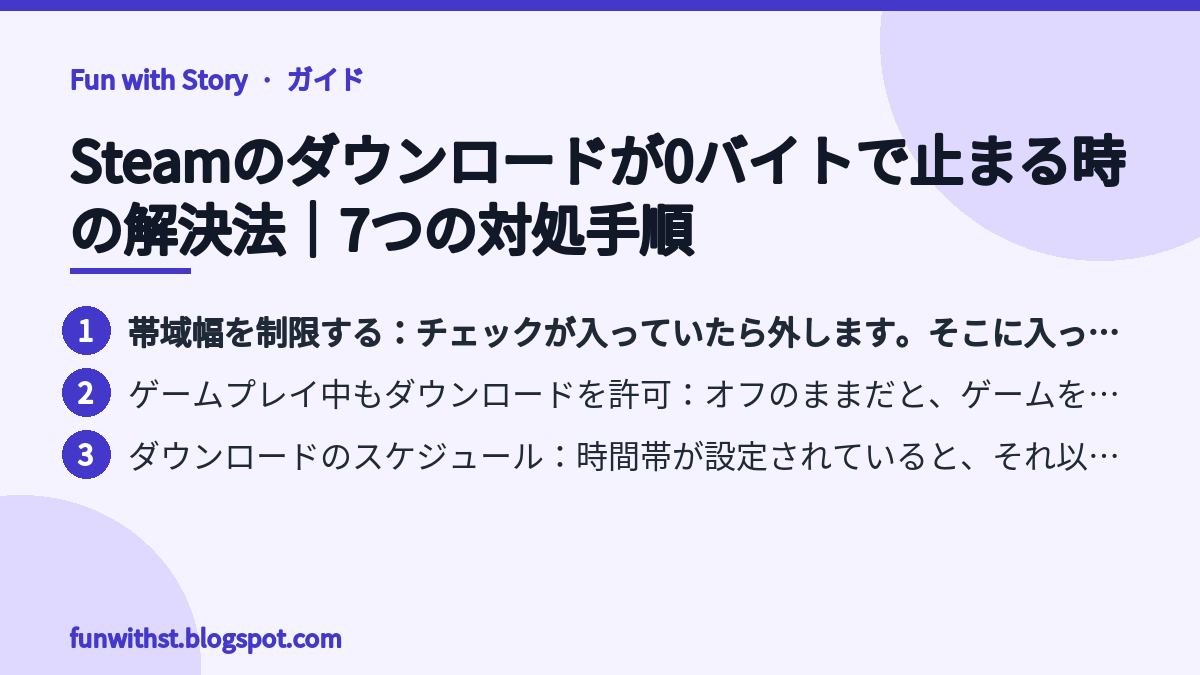 Fun with Story ・ ガイド
Steamのダウンロードが0バイトで止まる時
の解決法｜7つの対処手順
1 帯域幅を制限する：チェックが入っていたら外します。そこに入っ…
2 ゲームプレイ中もダウンロードを許可：オフのままだと、ゲームを…
3 ダウンロードのスケジュール：時間帯が設定されていると、それ以…
funwithst.blogspot.com